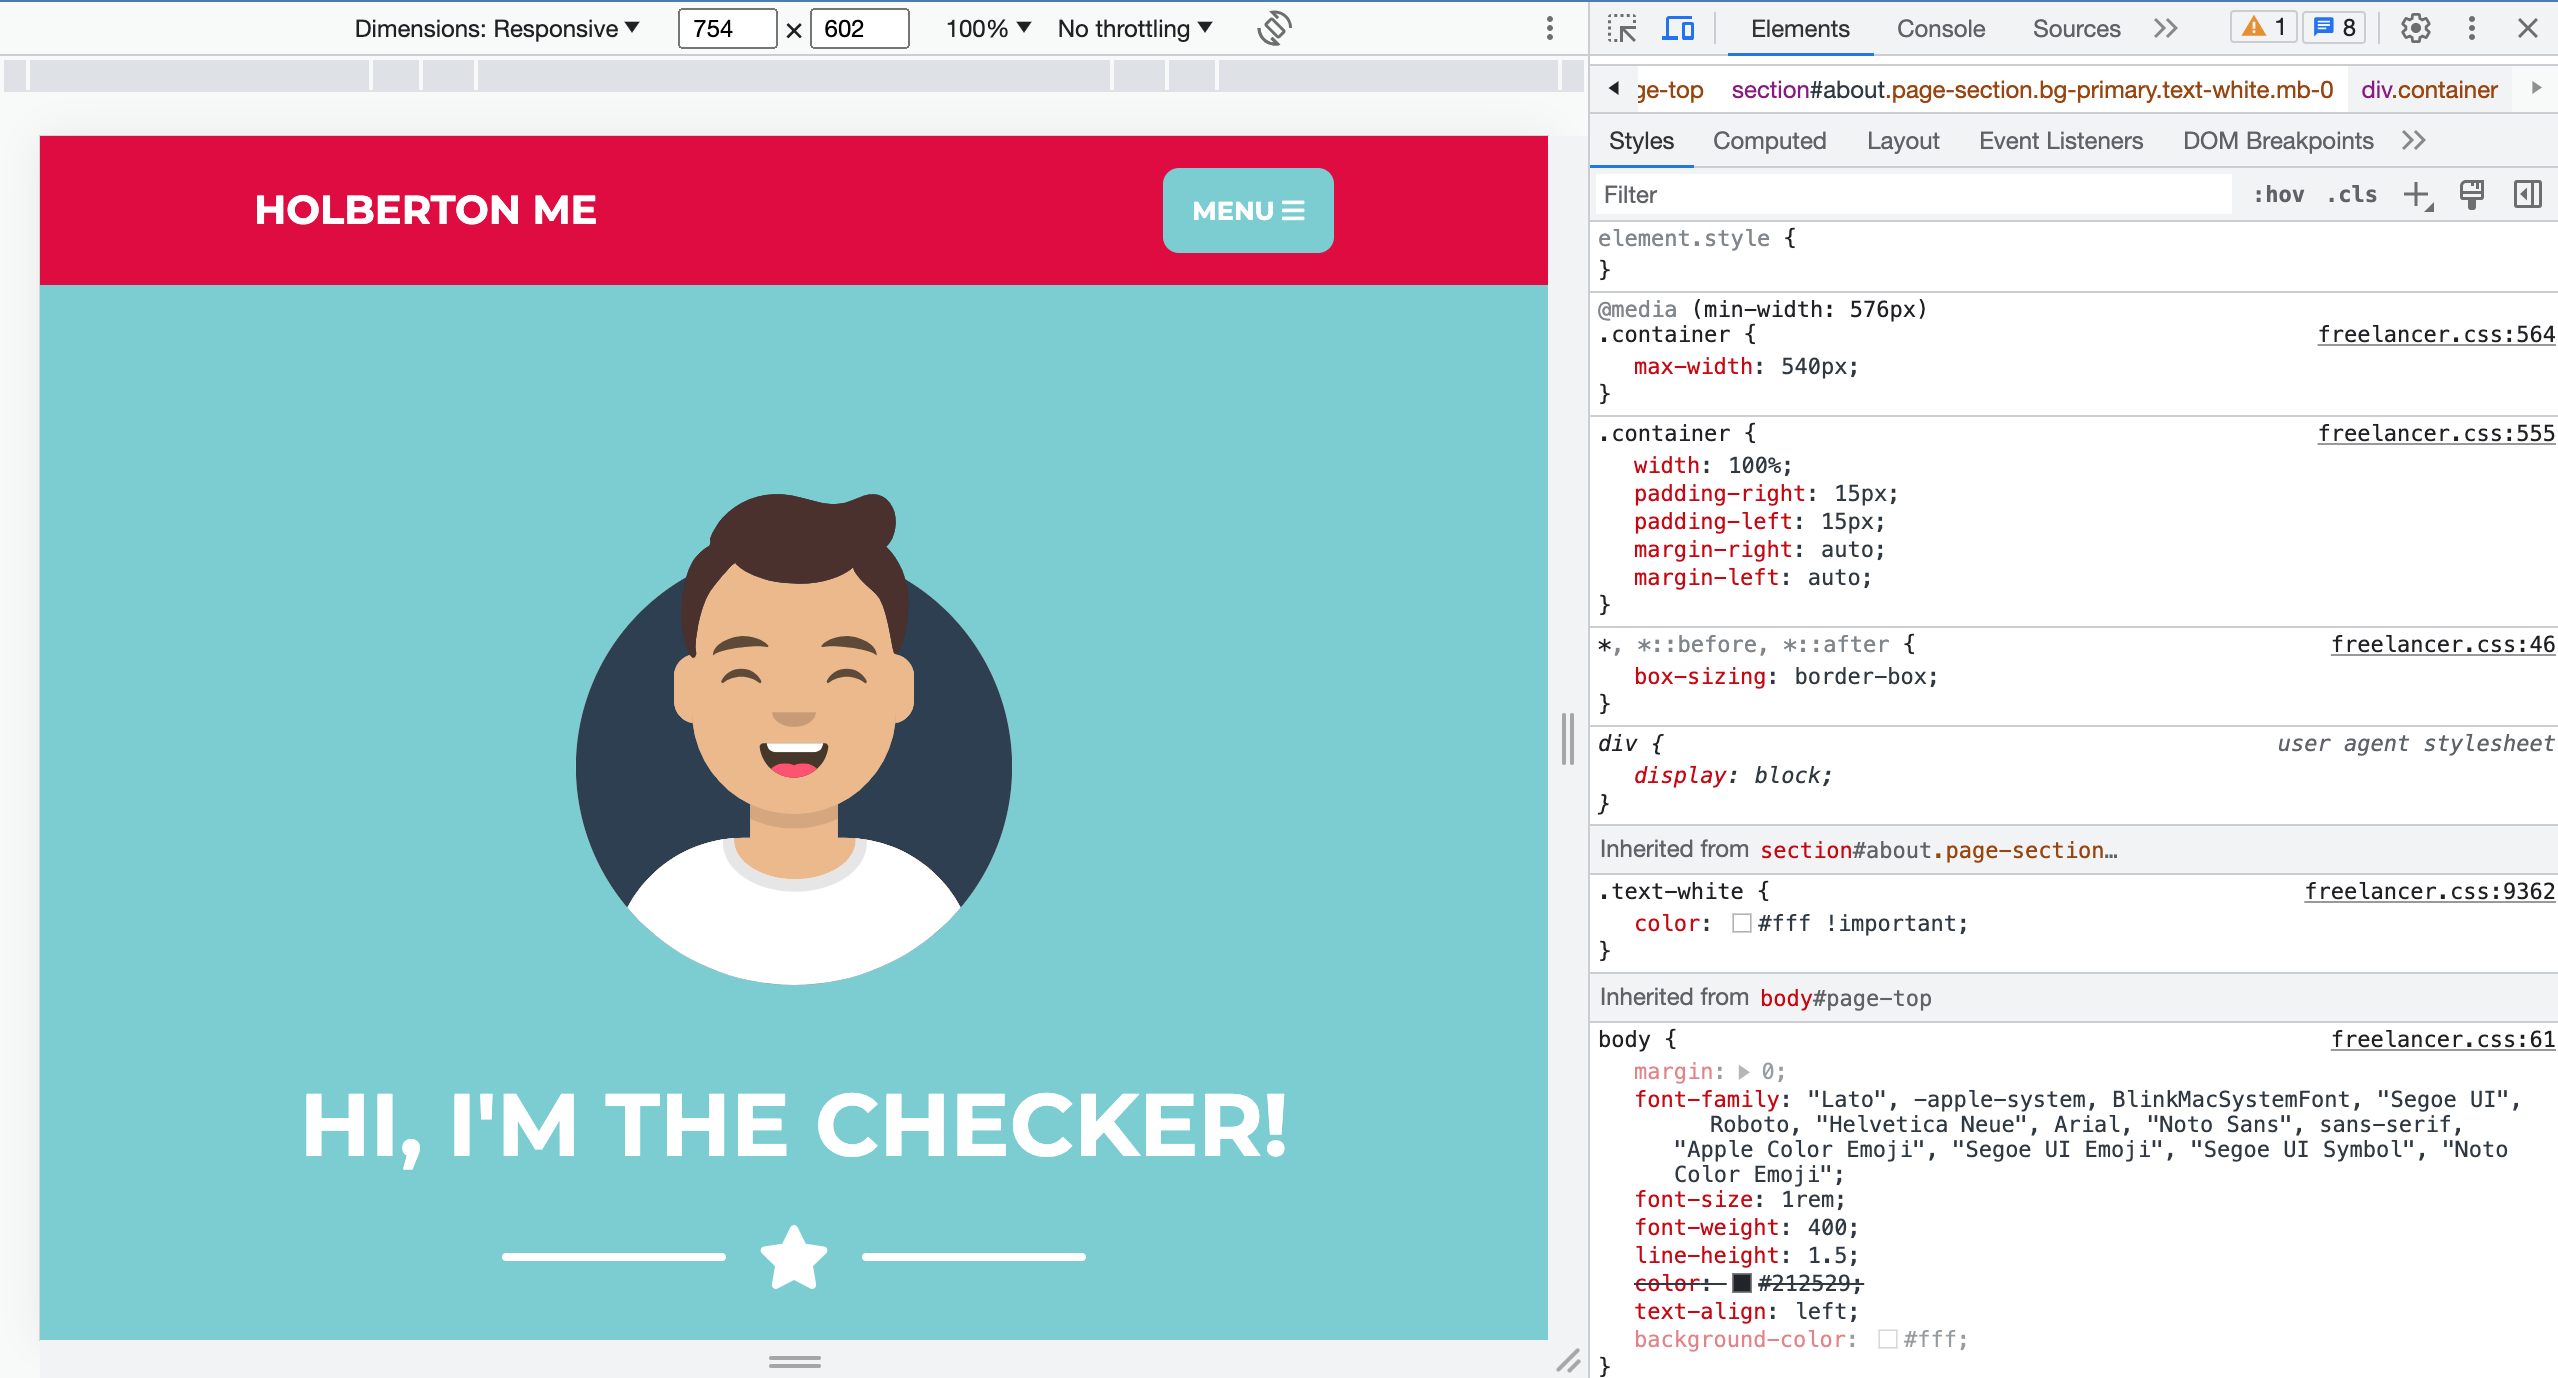 Dimensions: Responsive ▼ 754 × 602 100% ▼ No throttling ▼
Elements Console Sources 1 8
ge-top section#about.page-section.bg-primary.text-white.mb-0 div.container
Styles Computed Layout Event Listeners DOM Breakpoints
Filter :hov .cls
HOLBERTON ME
MENU
HI, I'M THE CHECKER!
element.style {
}
@media (min-width: 576px)
.container { freelancer.css:564
max-width: 540px;
}
.container { freelancer.css:555
width: 100%;
padding-right: 15px;
padding-left: 15px;
margin-right: auto;
margin-left: auto;
}
*, *::before, *::after { freelancer.css:46
box-sizing: border-box;
}
div { user agent stylesheet
display: block;
}
Inherited from section#about.page-section…
.text-white { freelancer.css:9362
color: #fff !important;
}
Inherited from body#page-top
body { freelancer.css:61
margin: 0;
font-family: "Lato", -apple-system, BlinkMacSystemFont, "Segoe UI",
Roboto, "Helvetica Neue", Arial, "Noto Sans", sans-serif,
"Apple Color Emoji", "Segoe UI Emoji", "Segoe UI Symbol", "Noto
Color Emoji";
font-size: 1rem;
font-weight: 400;
line-height: 1.5;
color: #212529;
text-align: left;
background-color: #fff;
}